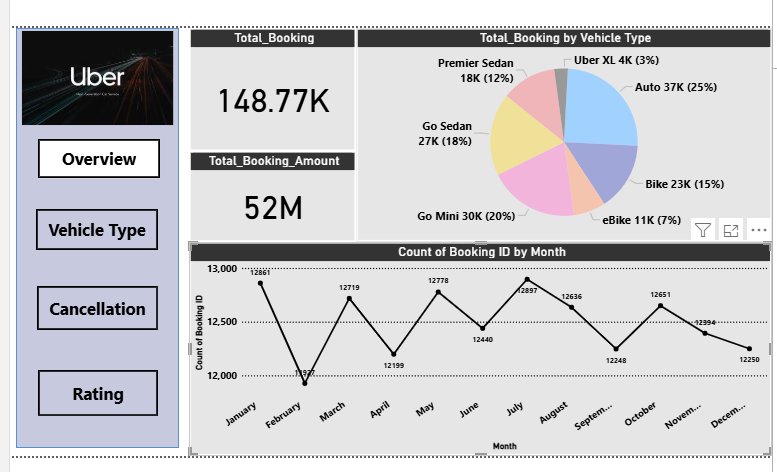 Uber
Overview
Vehicle Type
Cancellation
Rating
Total_Booking
148.77K
Total_Booking_Amount
52M
Total_Booking by Vehicle Type
Uber XL 4K (3%)
Premier Sedan
18K (12%)
Auto 37K (25%)
Go Sedan
27K (18%)
Bike 23K (15%)
Go Mini 30K (20%)
eBike 11K (7%)
Count of Booking ID by Month
Count of Booking ID
13,000
12,500
12,000
12861
11927
12719
12199
12778
12440
12897
12636
12248
12651
12394
12250
January
February
March
April
May
June
July
August
Septem...
October
Novem...
Decem...
Month